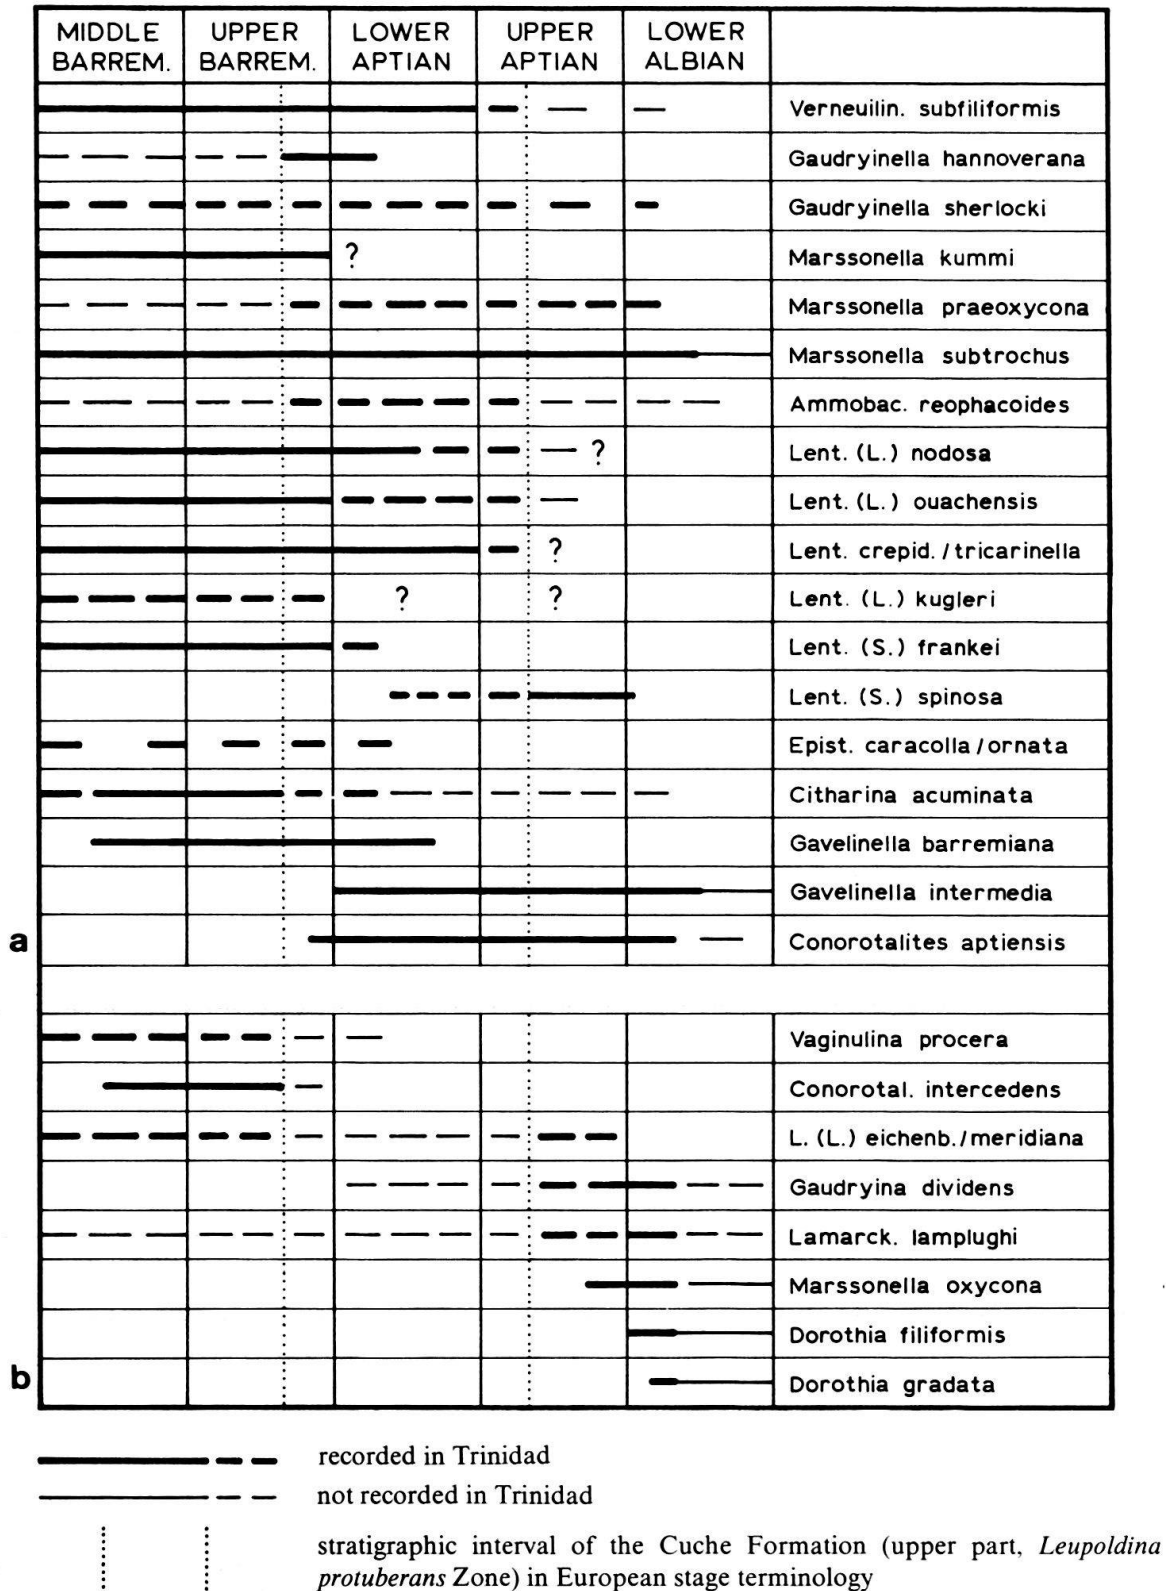 MIDDLE BARREM. UPPER BARREM. LOWER APTIAN UPPER APTIAN LOWER ALBIAN
Verneuilin. subfiliformis
Gaudryinella hannoverana
Gaudryinella sherlocki
? Marssonella kummi
Marssonella praeoxycona
Marssonella subtrochus
Ammobac. reophacoides
? Lent. (L.) nodosa
Lent. (L.) ouachensis
? Lent. crepid. / tricarinella
? ? Lent. (L.) kugleri
Lent. (S.) frankei
Lent. (S.) spinosa
Epist. caracolla / ornata
Citharina acuminata
Gavelinella barremiana
Gavelinella intermedia
a Conorotalites aptiensis
Vaginulina procera
Conorotal. intercedens
L. (L.) eichenb. / meridiana
Gaudryina dividens
Lamarck. lamplughi
Marssonella oxycona
Dorothia filiformis
b Dorothia gradata
recorded in Trinidad
not recorded in Trinidad
stratigraphic interval of the Cuche Formation (upper part, Leupoldina
protuberans Zone) in European stage terminology